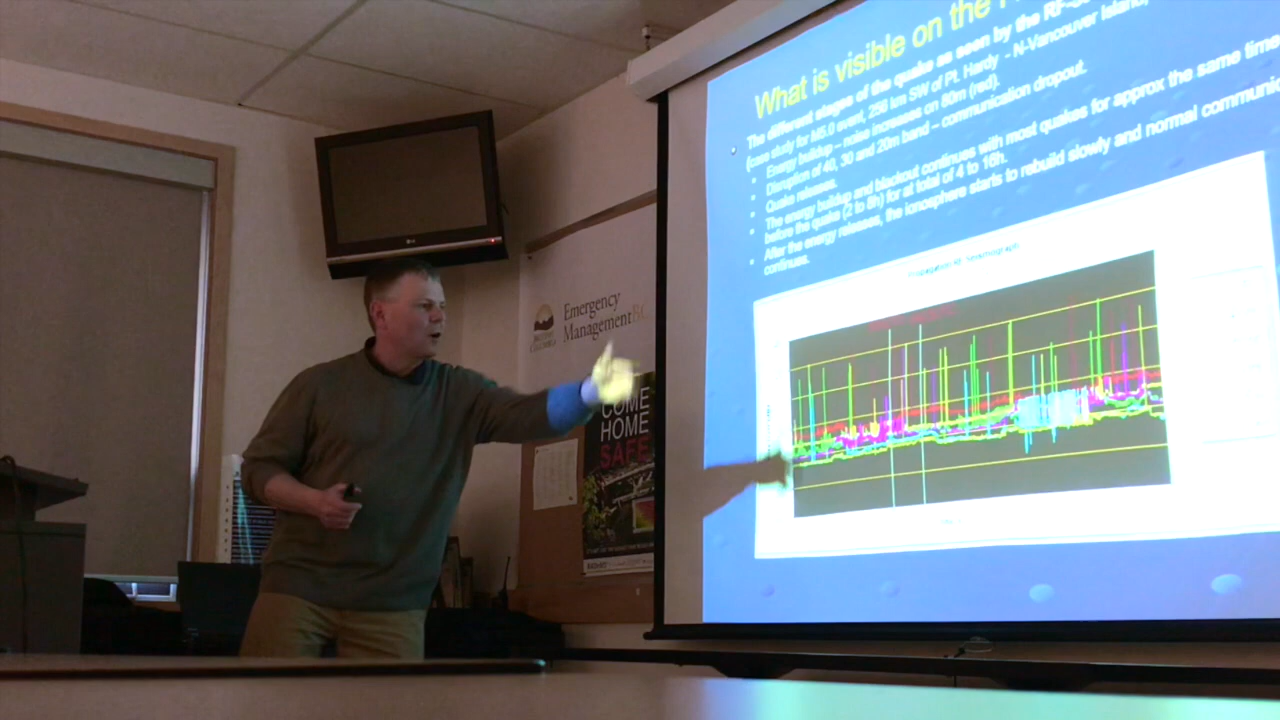 What is visible on the
The different stages of the quake as seen by the RF-
(case study for M5.0 event, 258 km SW of Pt. Hardy - N-Vancouver Island,
Energy buildup – noise increases on 80m (red).
Disruption of 40, 30 and 20m band – communication dropout.
Quake releases.
The energy buildup and blackout continues with most quakes for approx the same time
before the quake (2 to 8h) for at total of 4 to 16h.
After the energy releases, the ionosphere starts to rebuild slowly and normal
continues.
LG
Emergency
ManagementBC
COME
HOME
SAFE